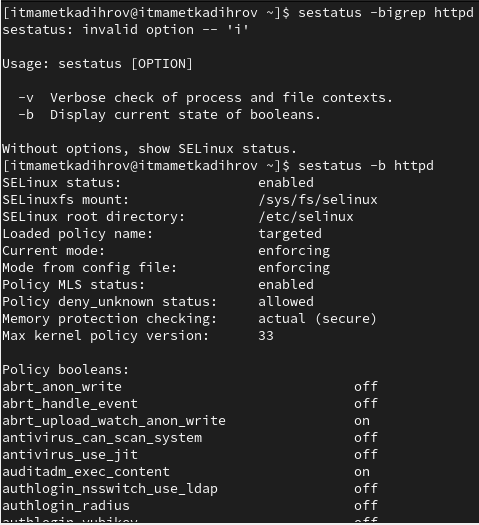 [itmametkadihrov@itmametkadihrov ~]$ sestatus -bigrep httpd
sestatus: invalid option -- 'i'
Usage: sestatus [OPTION]
-v Verbose check of process and file contexts.
-b Display current state of booleans.
Without options, show SELinux status.
[itmametkadihrov@itmametkadihrov ~]$ sestatus -b httpd
SELinux status: enabled
SELinuxfs mount: /sys/fs/selinux
SELinux root directory: /etc/selinux
Loaded policy name: targeted
Current mode: enforcing
Mode from config file: enforcing
Policy MLS status: enabled
Policy deny_unknown status: allowed
Memory protection checking: actual (secure)
Max kernel policy version: 33
Policy booleans:
abrt_anon_write off
abrt_handle_event off
abrt_upload_watch_anon_write on
antivirus_can_scan_system off
antivirus_use_jit off
auditadm_exec_content on
authlogin_nsswitch_use_ldap off
authlogin_radius off
authlogin_yubikey off